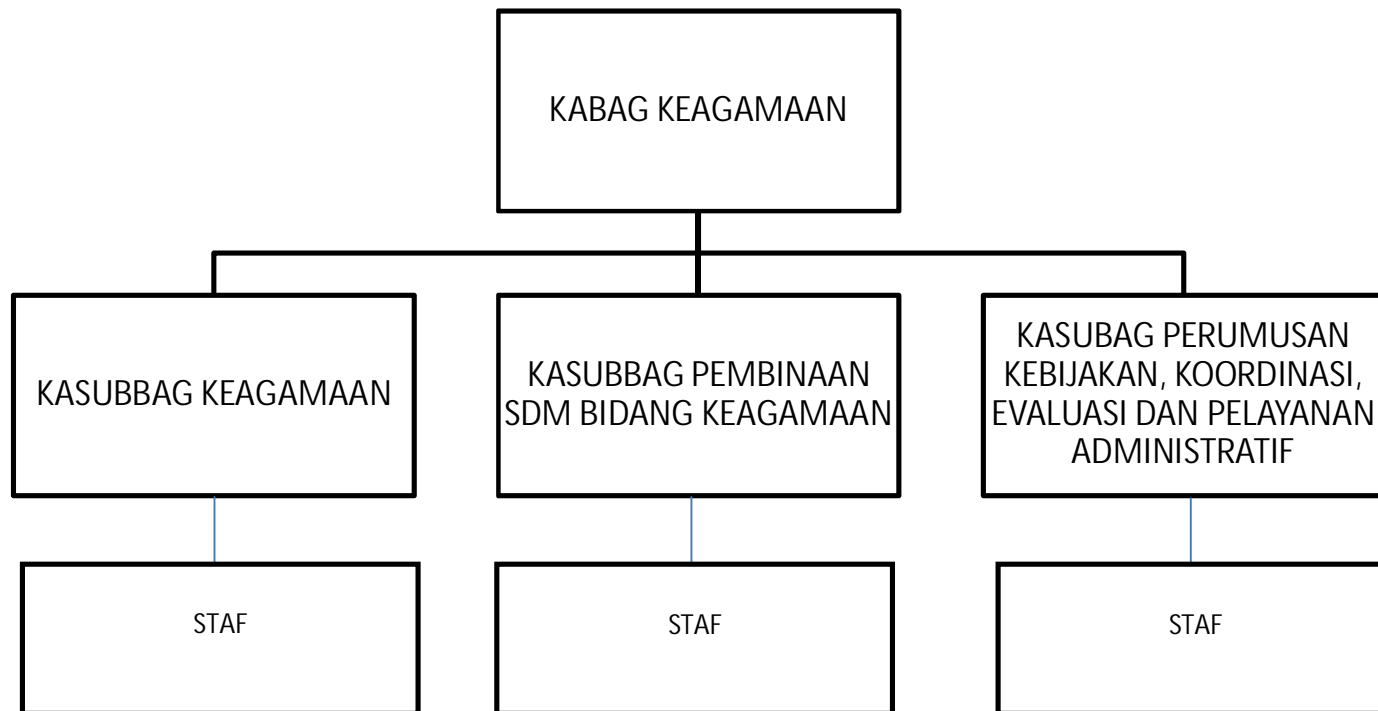 KABAG KEAGAMAAN
KASUBBAG KEAGAMAAN
KASUBBAG PEMBINAAN
SDM BIDANG KEAGAMAAN
KASUBAG PERUMUSAN
KEBIJAKAN, KOORDINASI,
EVALUASI DAN PELAYANAN
ADMINISTRATIF
STAF
STAF
STAF